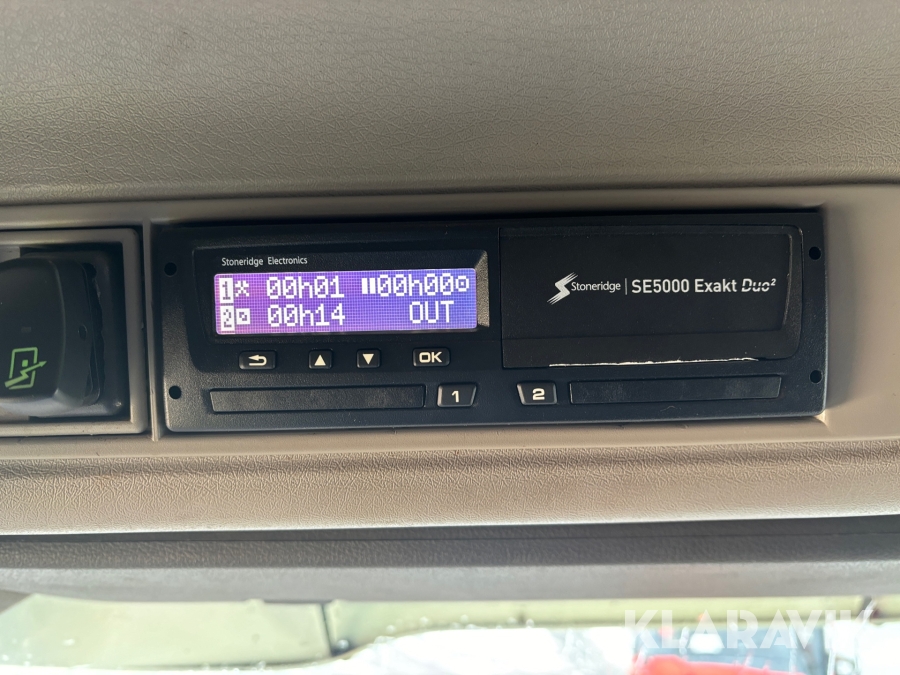 Stoneridge Electronics
1 00h01 00h00
2 00h14 OUT
Stoneridge | SE5000 Exakt Duo²
OK
1 2
KLARAVIK